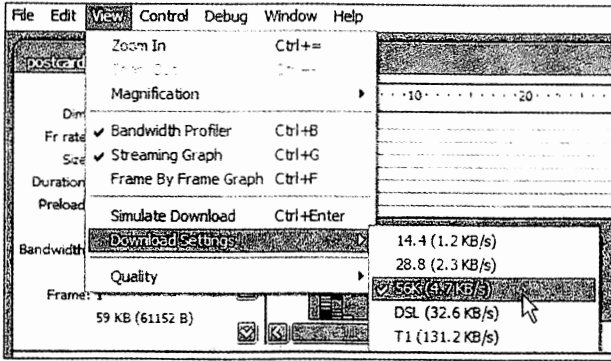 File Edit View Control Debug Window Help
Zoom In Ctrl+=
postcard
Magnification
10 20
Dim
Bandwidth Profiler Ctrl+B
Fr rate
Streaming Graph Ctrl+G
Size
Frame By Frame Graph Ctrl+F
Duration
Preload
Simulate Download Ctrl+Enter
Download Settings
14.4 (1.2 KB/s)
Bandwidth
28.8 (2.3 KB/s)
Quality
56K (4.7 KB/s)
Frame: 1
DSL (32.6 KB/s)
59 KB (61152 B)
T1 (131.2 KB/s)